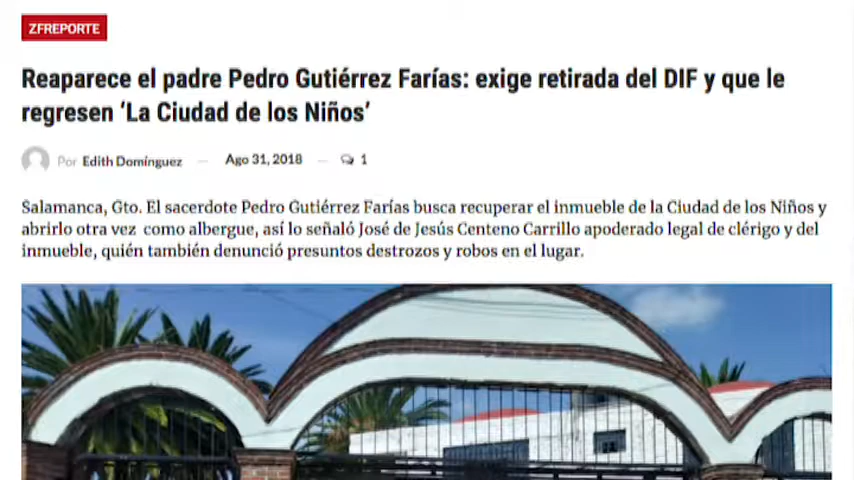 ZFREPORTE
Reaparece el padre Pedro Gutiérrez Farías: exige retirada del DIF y que le
regresen ‘La Ciudad de los Niños’
Por Edith Domínguez — Ago 31, 2018 — 1
Salamanca, Gto. El sacerdote Pedro Gutiérrez Farías busca recuperar el inmueble de la Ciudad de los Niños y
abrirlo otra vez como albergue, así lo señaló José de Jesús Centeno Carrillo apoderado legal de clérigo y del
inmueble, quién también denunció presuntos destrozos y robos en el lugar.